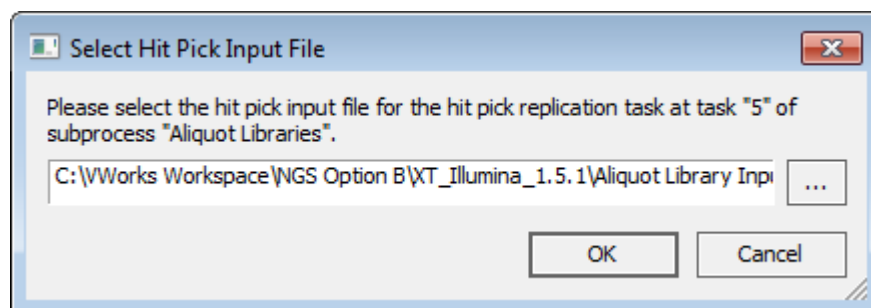 Select Hit Pick Input File
Please select the hit pick input file for the hit pick replication task at task "5" of
subprocess "Aliquot Libraries".
C:\VWorks Workspace\NGS Option B\XT_Illumina_1.5.1\Aliquot Library Inpu
...
OK
Cancel